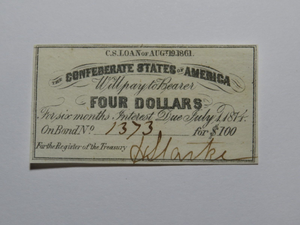 C.S. LOAN OF AUGT. 19. 1861.
THE CONFEDERATE STATES OF AMERICA
Will pay to Bearer
FOUR DOLLARS
For six months Interest Due July 1, 1874.
On Bond No 1373 for $100
For the Register of the Treasury